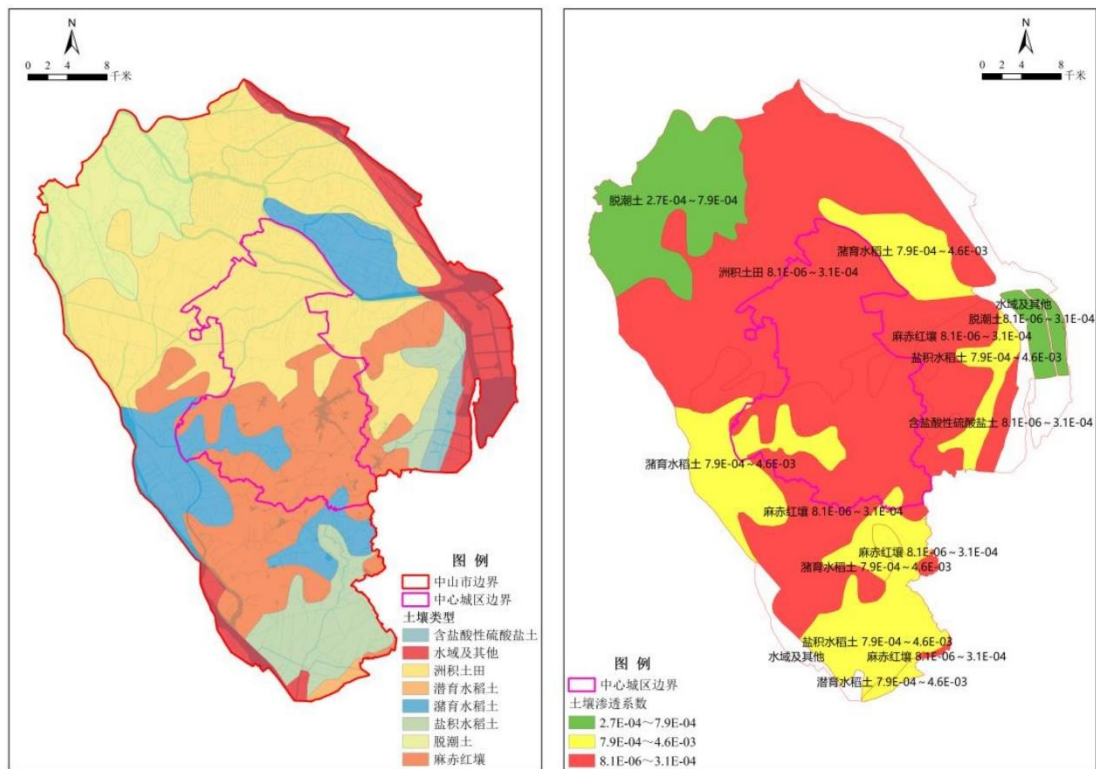 N
0 2 4 8
千米
图 例
中山市边界
中心城区边界
土壤类型
含盐酸性硫酸盐土
水域及其他
洲积土田
潜育水稻土
潴育水稻土
盐积水稻土
脱潮土
麻赤红壤
N
0 2 4 8
千米
脱潮土 2.7E-04～7.9E-04
潴育水稻土 7.9E-04～4.6E-03
洲积土田 8.1E-06～3.1E-04
水域及其他
脱潮土8.1E-06～3.1E-04
麻赤红壤 8.1E-06～3.1E-04
盐积水稻土 7.9E-04～4.6E-03
含盐酸性硫酸盐土 8.1E-06～3.1E-04
潴育水稻土 7.9E-04～4.6E-03
麻赤红壤 8.1E-06～3.1E-04
麻赤红壤 8.1E-06～3.1E-04
潴育水稻土 7.9E-04～4.6E-03
盐积水稻土 7.9E-04～4.6E-03
水域及其他
麻赤红壤 8.1E-06～3.1E-04
潜育水稻土 7.9E-04～4.6E-03
图 例
中心城区边界
土壤渗透系数
2.7E-04～7.9E-04
7.9E-04～4.6E-03
8.1E-06～3.1E-04